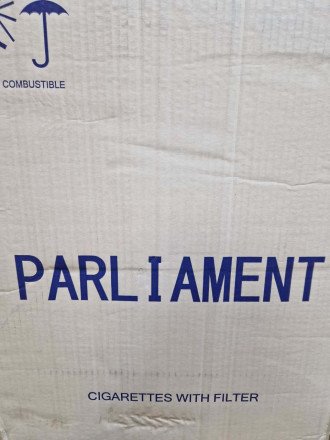 COMBUSTIBLE
PARLIAMENT
CIGARETTES WITH FILTER